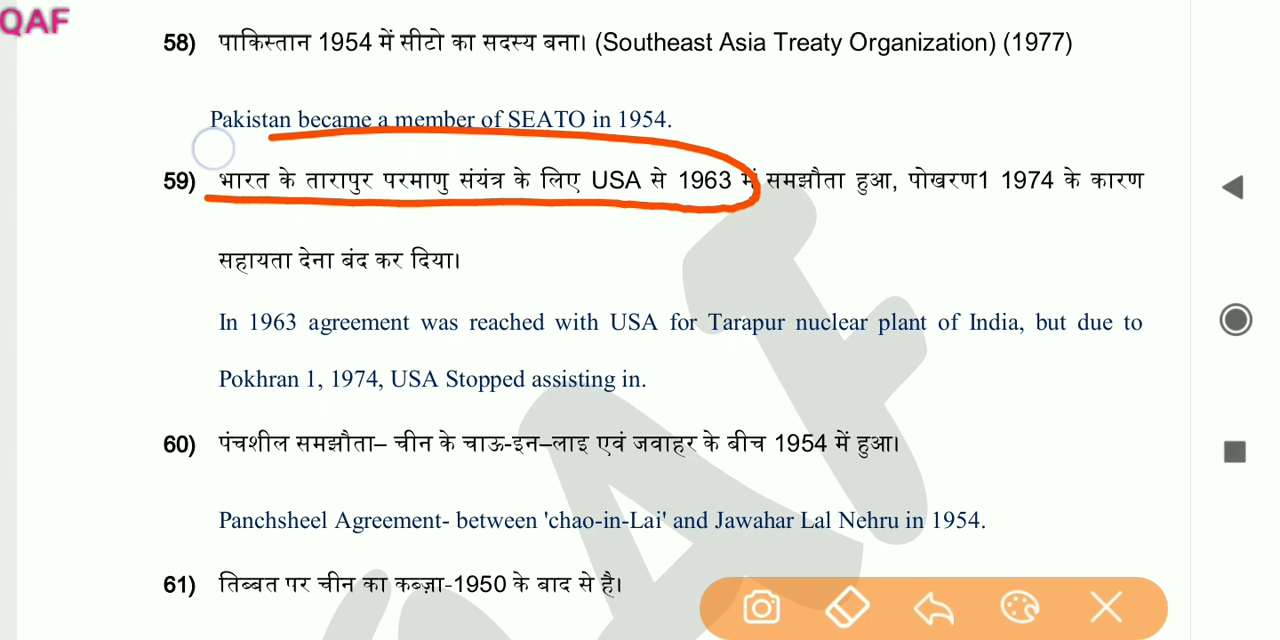 QAF
58) पाकिस्तान 1954 में सीटो का सदस्य बना। (Southeast Asia Treaty Organization) (1977)
Pakistan became a member of SEATO in 1954.
59) भारत के तारापुर परमाणु संयंत्र के लिए USA से 1963 में समझौता हुआ, पोखरण1 1974 के कारण
सहायता देना बंद कर दिया।
In 1963 agreement was reached with USA for Tarapur nuclear plant of India, but due to
Pokhran 1, 1974, USA Stopped assisting in.
60) पंचशील समझौता– चीन के चाऊ-इन–लाइ एवं जवाहर के बीच 1954 में हुआ।
Panchsheel Agreement- between 'chao-in-Lai' and Jawahar Lal Nehru in 1954.
61) तिब्बत पर चीन का कब्ज़ा-1950 के बाद से है।